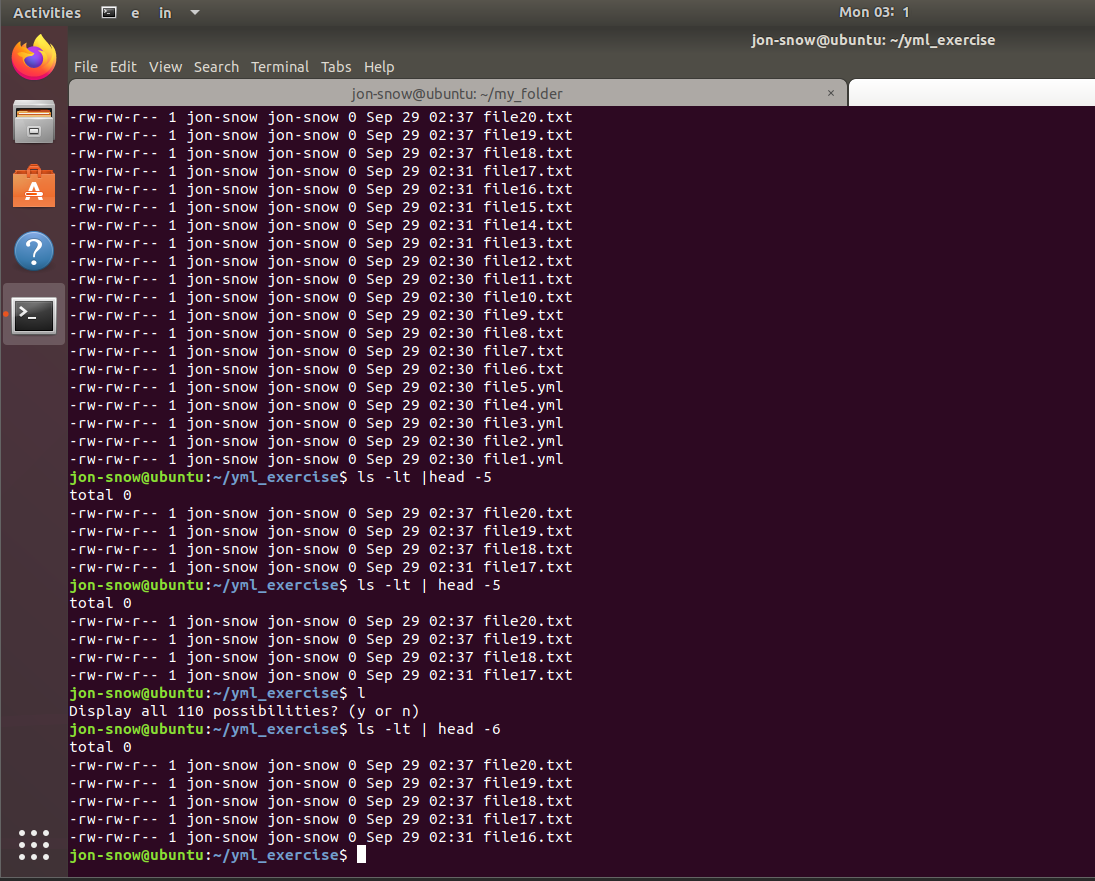 Activities e in Mon 03: 1
jon-snow@ubuntu: ~/yml_exercise
File Edit View Search Terminal Tabs Help
jon-snow@ubuntu: ~/my_folder ×
-rw-rw-r-- 1 jon-snow jon-snow 0 Sep 29 02:37 file20.txt
-rw-rw-r-- 1 jon-snow jon-snow 0 Sep 29 02:37 file19.txt
-rw-rw-r-- 1 jon-snow jon-snow 0 Sep 29 02:37 file18.txt
-rw-rw-r-- 1 jon-snow jon-snow 0 Sep 29 02:31 file17.txt
-rw-rw-r-- 1 jon-snow jon-snow 0 Sep 29 02:31 file16.txt
-rw-rw-r-- 1 jon-snow jon-snow 0 Sep 29 02:31 file15.txt
-rw-rw-r-- 1 jon-snow jon-snow 0 Sep 29 02:31 file14.txt
-rw-rw-r-- 1 jon-snow jon-snow 0 Sep 29 02:31 file13.txt
-rw-rw-r-- 1 jon-snow jon-snow 0 Sep 29 02:30 file12.txt
-rw-rw-r-- 1 jon-snow jon-snow 0 Sep 29 02:30 file11.txt
-rw-rw-r-- 1 jon-snow jon-snow 0 Sep 29 02:30 file10.txt
-rw-rw-r-- 1 jon-snow jon-snow 0 Sep 29 02:30 file9.txt
-rw-rw-r-- 1 jon-snow jon-snow 0 Sep 29 02:30 file8.txt
-rw-rw-r-- 1 jon-snow jon-snow 0 Sep 29 02:30 file7.txt
-rw-rw-r-- 1 jon-snow jon-snow 0 Sep 29 02:30 file6.txt
-rw-rw-r-- 1 jon-snow jon-snow 0 Sep 29 02:30 file5.yml
-rw-rw-r-- 1 jon-snow jon-snow 0 Sep 29 02:30 file4.yml
-rw-rw-r-- 1 jon-snow jon-snow 0 Sep 29 02:30 file3.yml
-rw-rw-r-- 1 jon-snow jon-snow 0 Sep 29 02:30 file2.yml
-rw-rw-r-- 1 jon-snow jon-snow 0 Sep 29 02:30 file1.yml
jon-snow@ubuntu:~/yml_exercise$ ls -lt |head -5
total 0
-rw-rw-r-- 1 jon-snow jon-snow 0 Sep 29 02:37 file20.txt
-rw-rw-r-- 1 jon-snow jon-snow 0 Sep 29 02:37 file19.txt
-rw-rw-r-- 1 jon-snow jon-snow 0 Sep 29 02:37 file18.txt
-rw-rw-r-- 1 jon-snow jon-snow 0 Sep 29 02:31 file17.txt
jon-snow@ubuntu:~/yml_exercise$ ls -lt | head -5
total 0
-rw-rw-r-- 1 jon-snow jon-snow 0 Sep 29 02:37 file20.txt
-rw-rw-r-- 1 jon-snow jon-snow 0 Sep 29 02:37 file19.txt
-rw-rw-r-- 1 jon-snow jon-snow 0 Sep 29 02:37 file18.txt
-rw-rw-r-- 1 jon-snow jon-snow 0 Sep 29 02:31 file17.txt
jon-snow@ubuntu:~/yml_exercise$ l
Display all 110 possibilities? (y or n)
jon-snow@ubuntu:~/yml_exercise$ ls -lt | head -6
total 0
-rw-rw-r-- 1 jon-snow jon-snow 0 Sep 29 02:37 file20.txt
-rw-rw-r-- 1 jon-snow jon-snow 0 Sep 29 02:37 file19.txt
-rw-rw-r-- 1 jon-snow jon-snow 0 Sep 29 02:37 file18.txt
-rw-rw-r-- 1 jon-snow jon-snow 0 Sep 29 02:31 file17.txt
-rw-rw-r-- 1 jon-snow jon-snow 0 Sep 29 02:31 file16.txt
jon-snow@ubuntu:~/yml_exercise$